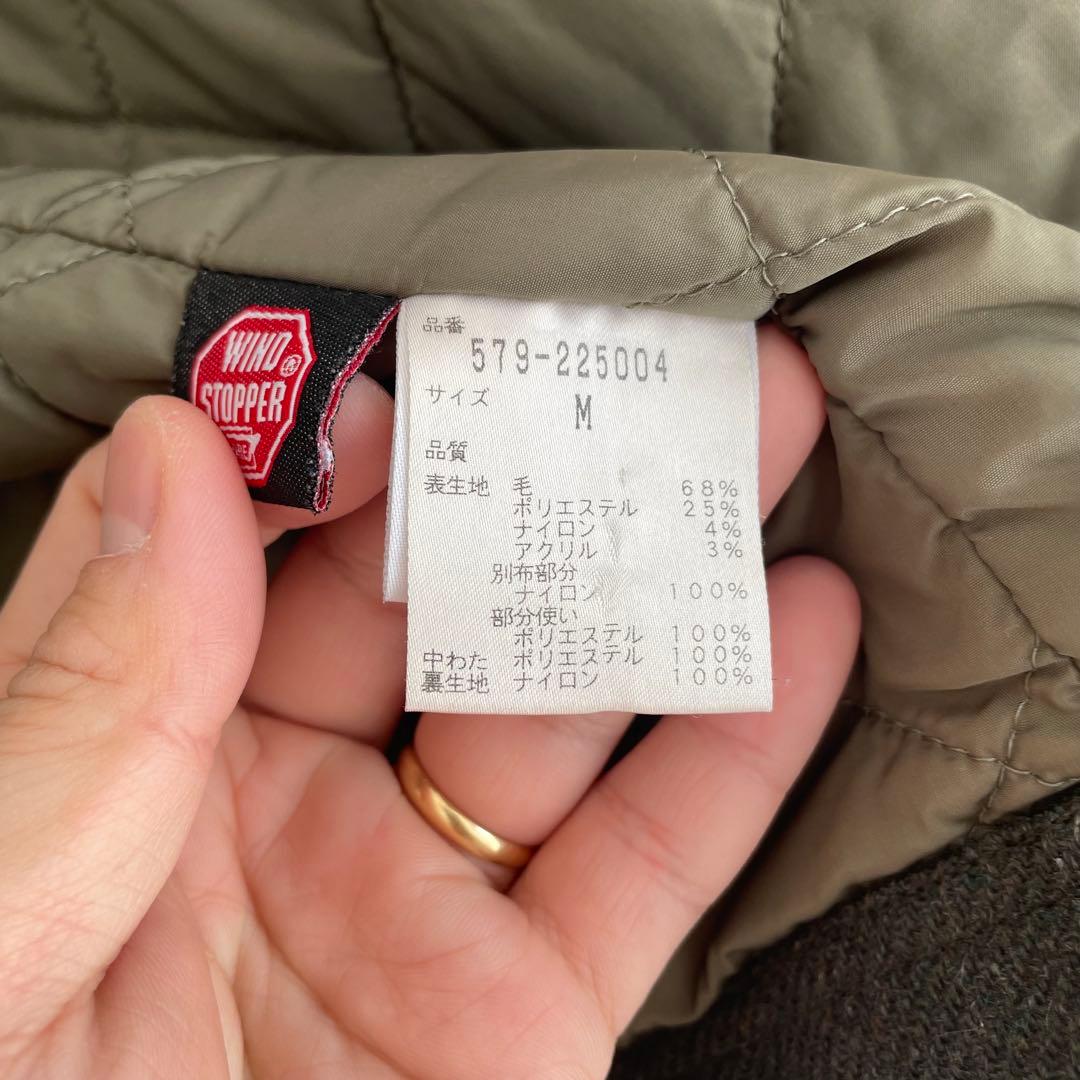 WIND
STOPPER
品番
579-225004
サイズ
M
品質
表生地 毛 68%
ポリエステル 25%
ナイロン 4%
アクリル 3%
別布部分
ナイロン 100%
部分使い
ポリエステル 100%
中わた ポリエステル 100%
裏生地 ナイロン 100%